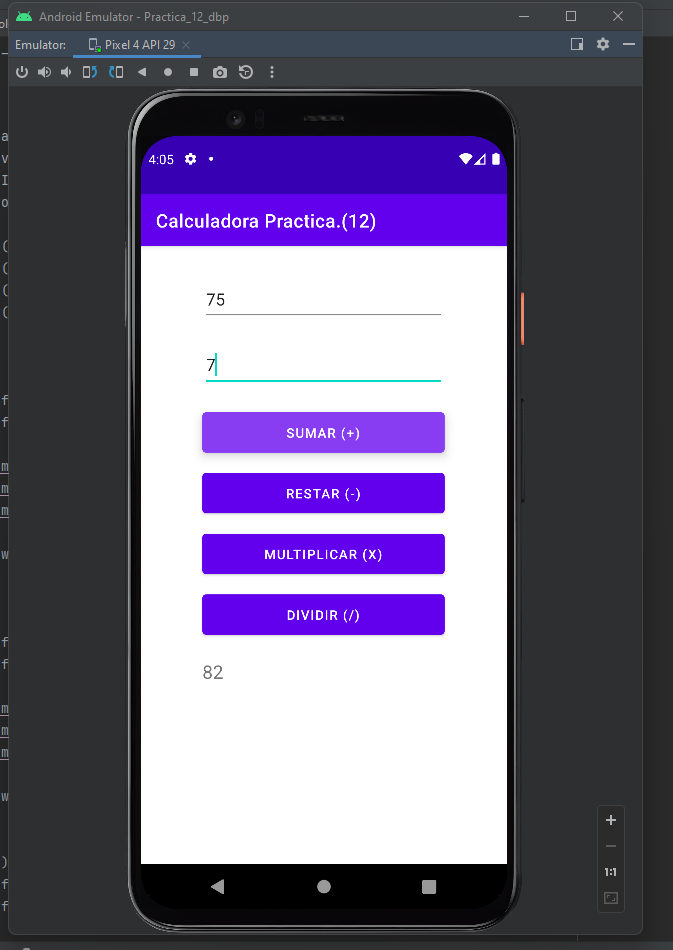 Android Emulator - Practica_12_dbp
Emulator:
Pixel 4 API 29
4:05
Calculadora Practica.(12)
75
7
SUMAR (+)
RESTAR (-)
MULTIPLICAR (X)
DIVIDIR (/)
82
1:1